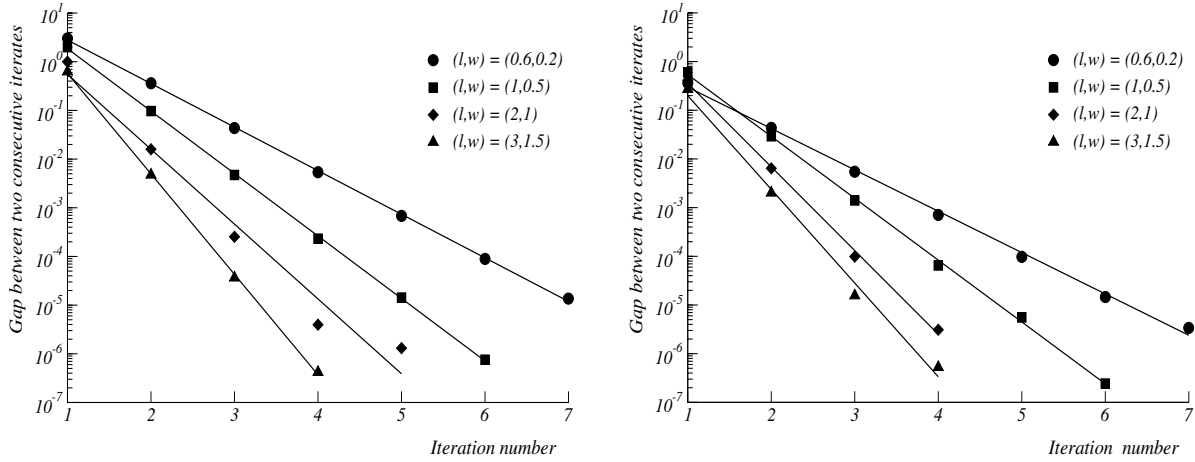 Gap between two consecutive iterates
10^1
10^0
10^-1
10^-2
10^-3
10^-4
10^-5
10^-6
10^-7
1 2 3 4 5 6 7
Iteration number
(l,w) = (0.6,0.2)
(l,w) = (1,0.5)
(l,w) = (2,1)
(l,w) = (3,1.5)
Gap between two consecutive iterates
10^1
10^0
10^-1
10^-2
10^-3
10^-4
10^-5
10^-6
10^-7
1 2 3 4 5 6 7
Iteration number
(l,w) = (0.6,0.2)
(l,w) = (1,0.5)
(l,w) = (2,1)
(l,w) = (3,1.5)